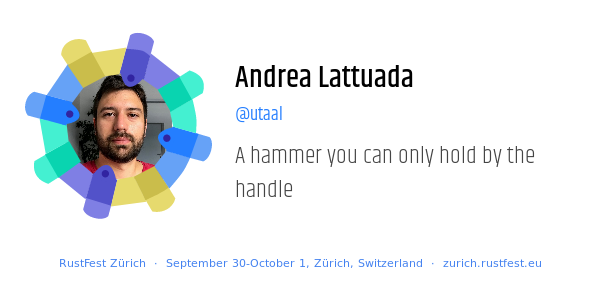 Andrea Lattuada
@utaal
A hammer you can only hold by the
handle
RustFest Zürich · September 30-October 1, Zürich, Switzerland · zurich.rustfest.eu